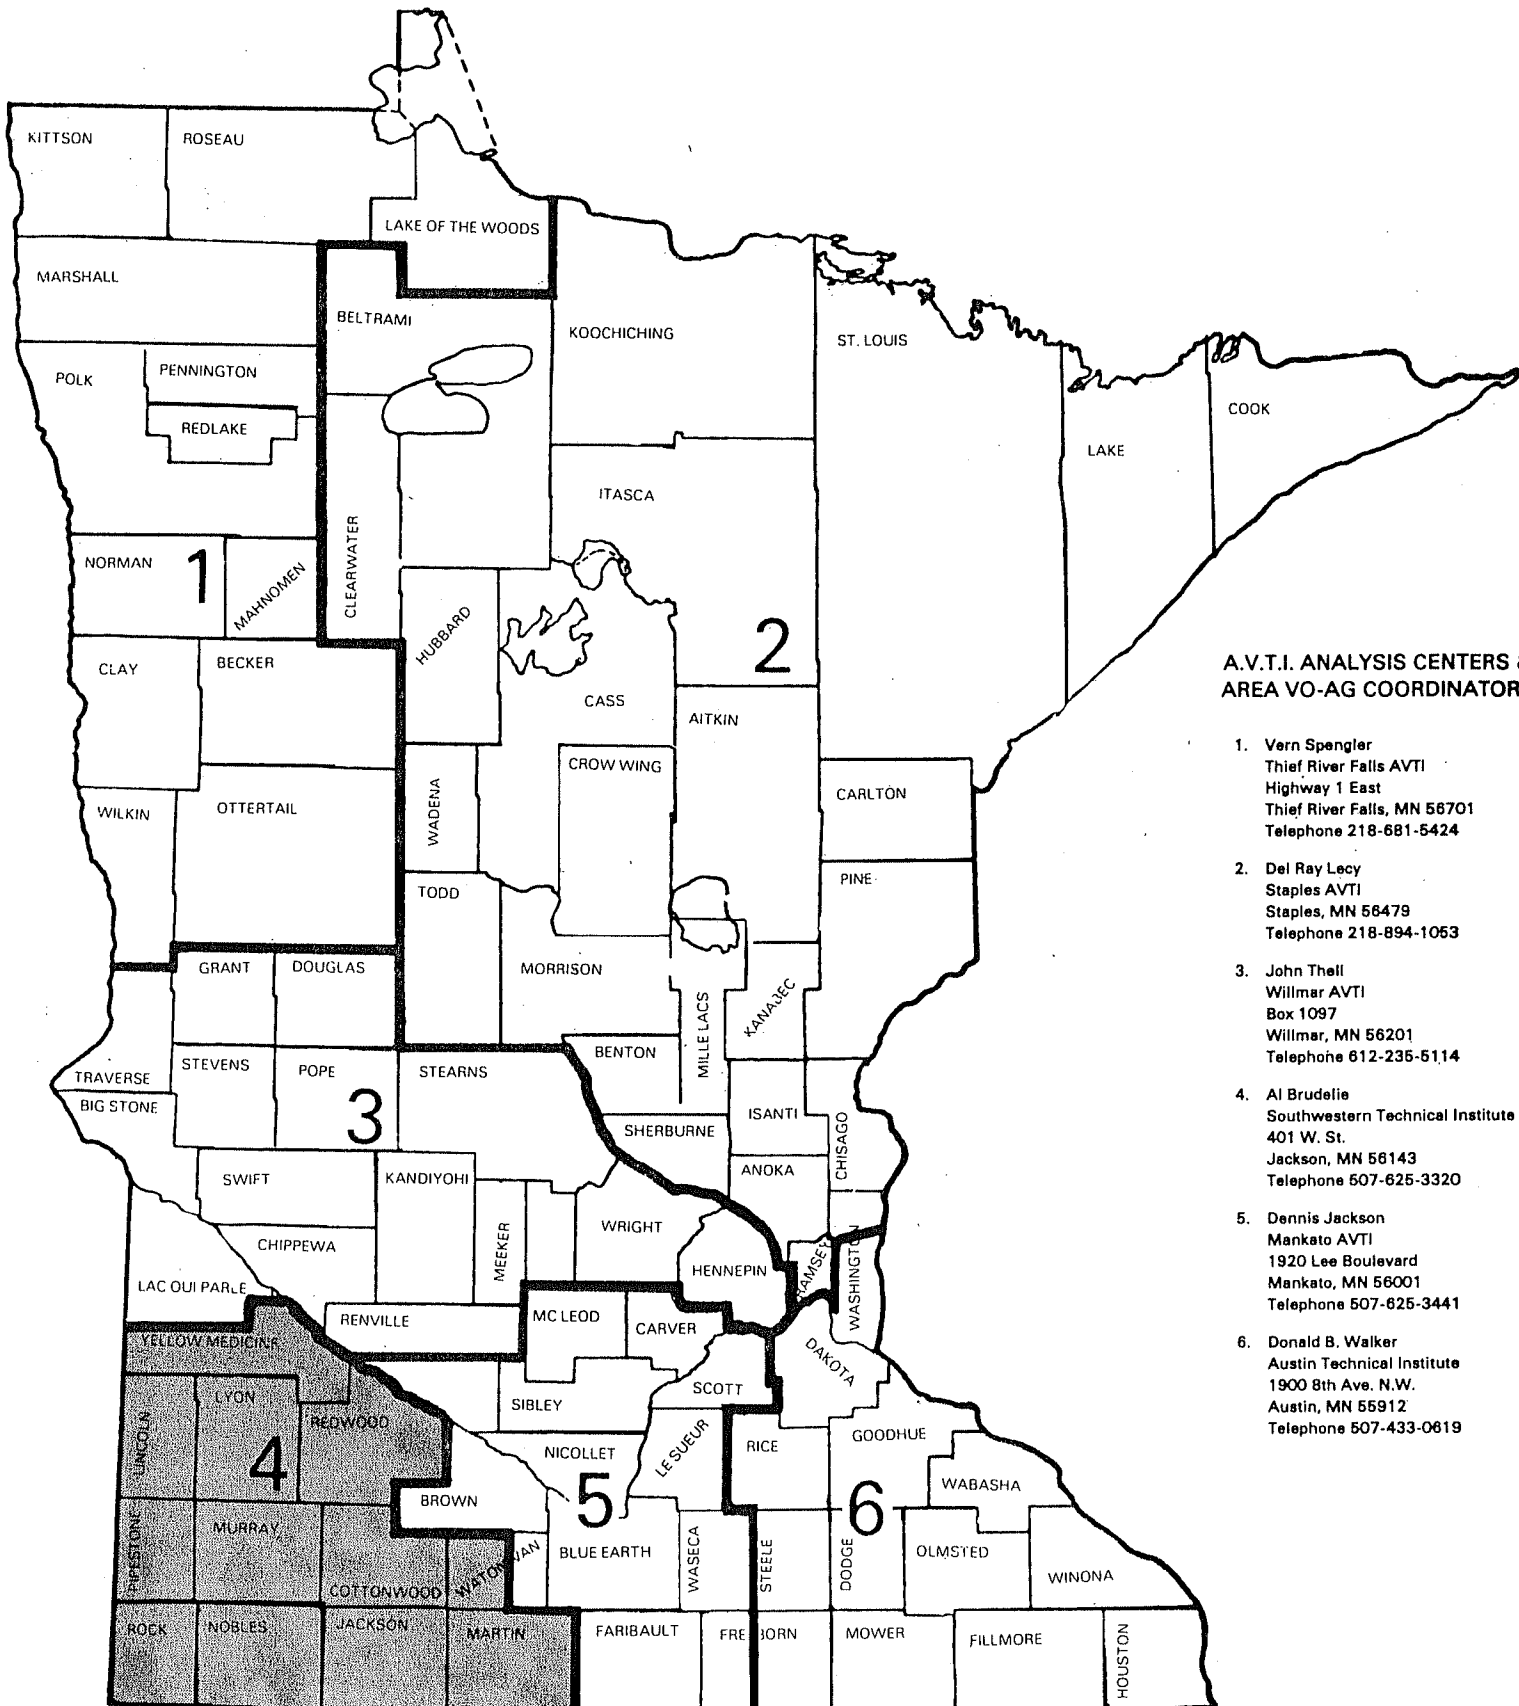 KITTSON
ROSEAU
LAKE OF THE WOODS
MARSHALL
BELTRAMI
KOOCHICHING
ST. LOUIS
POLK
PENNINGTON
REDLAKE
COOK
LAKE
ITASCA
CLEARWATER
NORMAN
1
MAHNOMEN
HUBBARD
2
CLAY
BECKER
CASS
AITKIN
CROW WING
WADENA
WILKIN
OTTERTAIL
CARLTON
TODD
PINE
GRANT
DOUGLAS
MORRISON
MILLE LACS
KANABEC
BENTON
TRAVERSE
STEVENS
POPE
STEARNS
BIG STONE
3
ISANTI
SHERBURNE
CHISAGO
ANOKA
SWIFT
KANDIYOHI
MEEKER
WRIGHT
CHIPPEWA
HENNEPIN
RAMSEY
WASHINGTON
LAC QUI PARLE
RENVILLE
MC LEOD
CARVER
YELLOW MEDICINE
DAKOTA
SCOTT
LYON
LINCOLN
REDWOOD
SIBLEY
NICOLLET
LE SUEUR
RICE
GOODHUE
4
5
6
WABASHA
BROWN
PIPESTONE
MURRAY
COTTONWOOD
WATONWAN
BLUE EARTH
WASECA
STEELE
DODGE
OLMSTED
WINONA
ROCK
NOBLES
JACKSON
MARTIN
FARIBAULT
FREEBORN
MOWER
FILLMORE
HOUSTON
A.V.T.I. ANALYSIS CENTERS &
AREA VO-AG COORDINATOR
1. Vern Spengler
Thief River Falls AVTI
Highway 1 East
Thief River Falls, MN 56701
Telephone 218-681-5424
2. Del Ray Lecy
Staples AVTI
Staples, MN 56479
Telephone 218-894-1053
3. John Thell
Willmar AVTI
Box 1097
Willmar, MN 56201
Telephone 612-235-5114
4. Al Brudelie
Southwestern Technical Institute
401 W. St.
Jackson, MN 56143
Telephone 507-625-3320
5. Dennis Jackson
Mankato AVTI
1920 Lee Boulevard
Mankato, MN 56001
Telephone 507-625-3441
6. Donald B. Walker
Austin Technical Institute
1900 8th Ave. N.W.
Austin, MN 55912
Telephone 507-433-0619